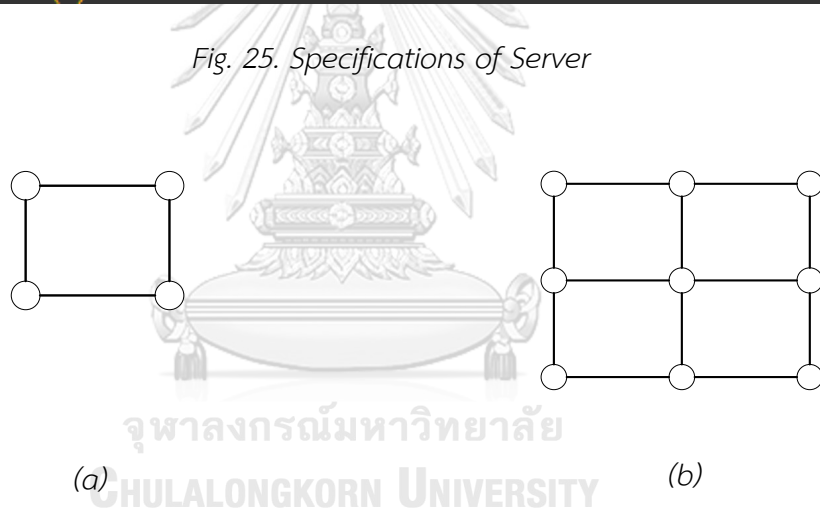 Fig. 25. Specifications of Server
จุฬาลงกรณ์มหาวิทยาลัย
(a)
(b)
CHULALONGKORN UNIVERSITY